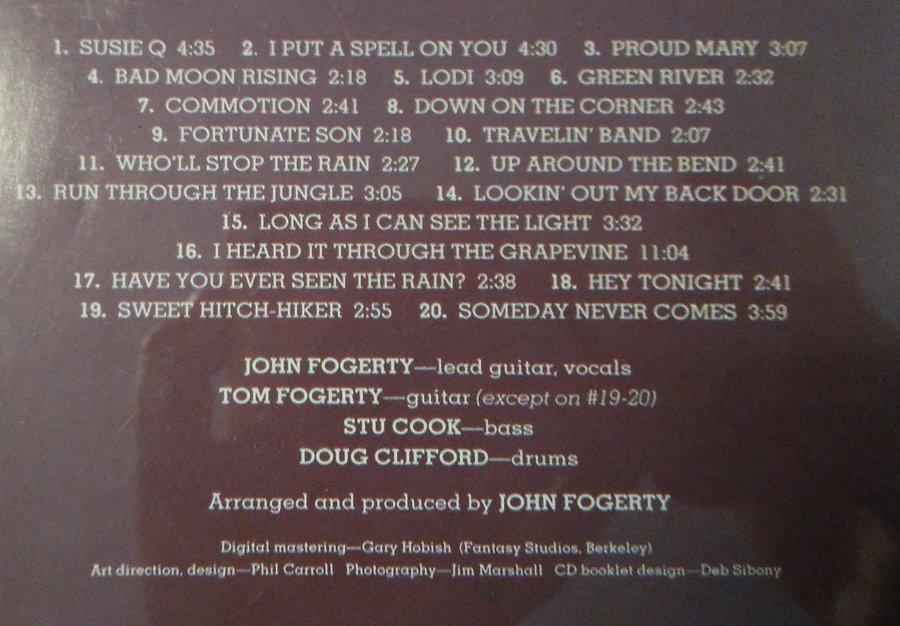 1. SUSIE Q 4:35 2. I PUT A SPELL ON YOU 4:30 3. PROUD MARY 3:07
4. BAD MOON RISING 2:18 5. LODI 3:09 6. GREEN RIVER 2:32
7. COMMOTION 2:41 8. DOWN ON THE CORNER 2:43
9. FORTUNATE SON 2:18 10. TRAVELIN' BAND 2:07
11. WHO'LL STOP THE RAIN 2:27 12. UP AROUND THE BEND 2:41
13. RUN THROUGH THE JUNGLE 3:05 14. LOOKIN' OUT MY BACK DOOR 2:31
15. LONG AS I CAN SEE THE LIGHT 3:32
16. I HEARD IT THROUGH THE GRAPEVINE 11:04
17. HAVE YOU EVER SEEN THE RAIN? 2:38 18. HEY TONIGHT 2:41
19. SWEET HITCH-HIKER 2:55 20. SOMEDAY NEVER COMES 3:59
JOHN FOGERTY—lead guitar, vocals
TOM FOGERTY—guitar (except on #19-20)
STU COOK—bass
DOUG CLIFFORD—drums
Arranged and produced by JOHN FOGERTY
Digital mastering—Gary Hobish (Fantasy Studios, Berkeley)
Art direction, design—Phil Carroll Photography—Jim Marshall CD booklet design—Deb Sibony